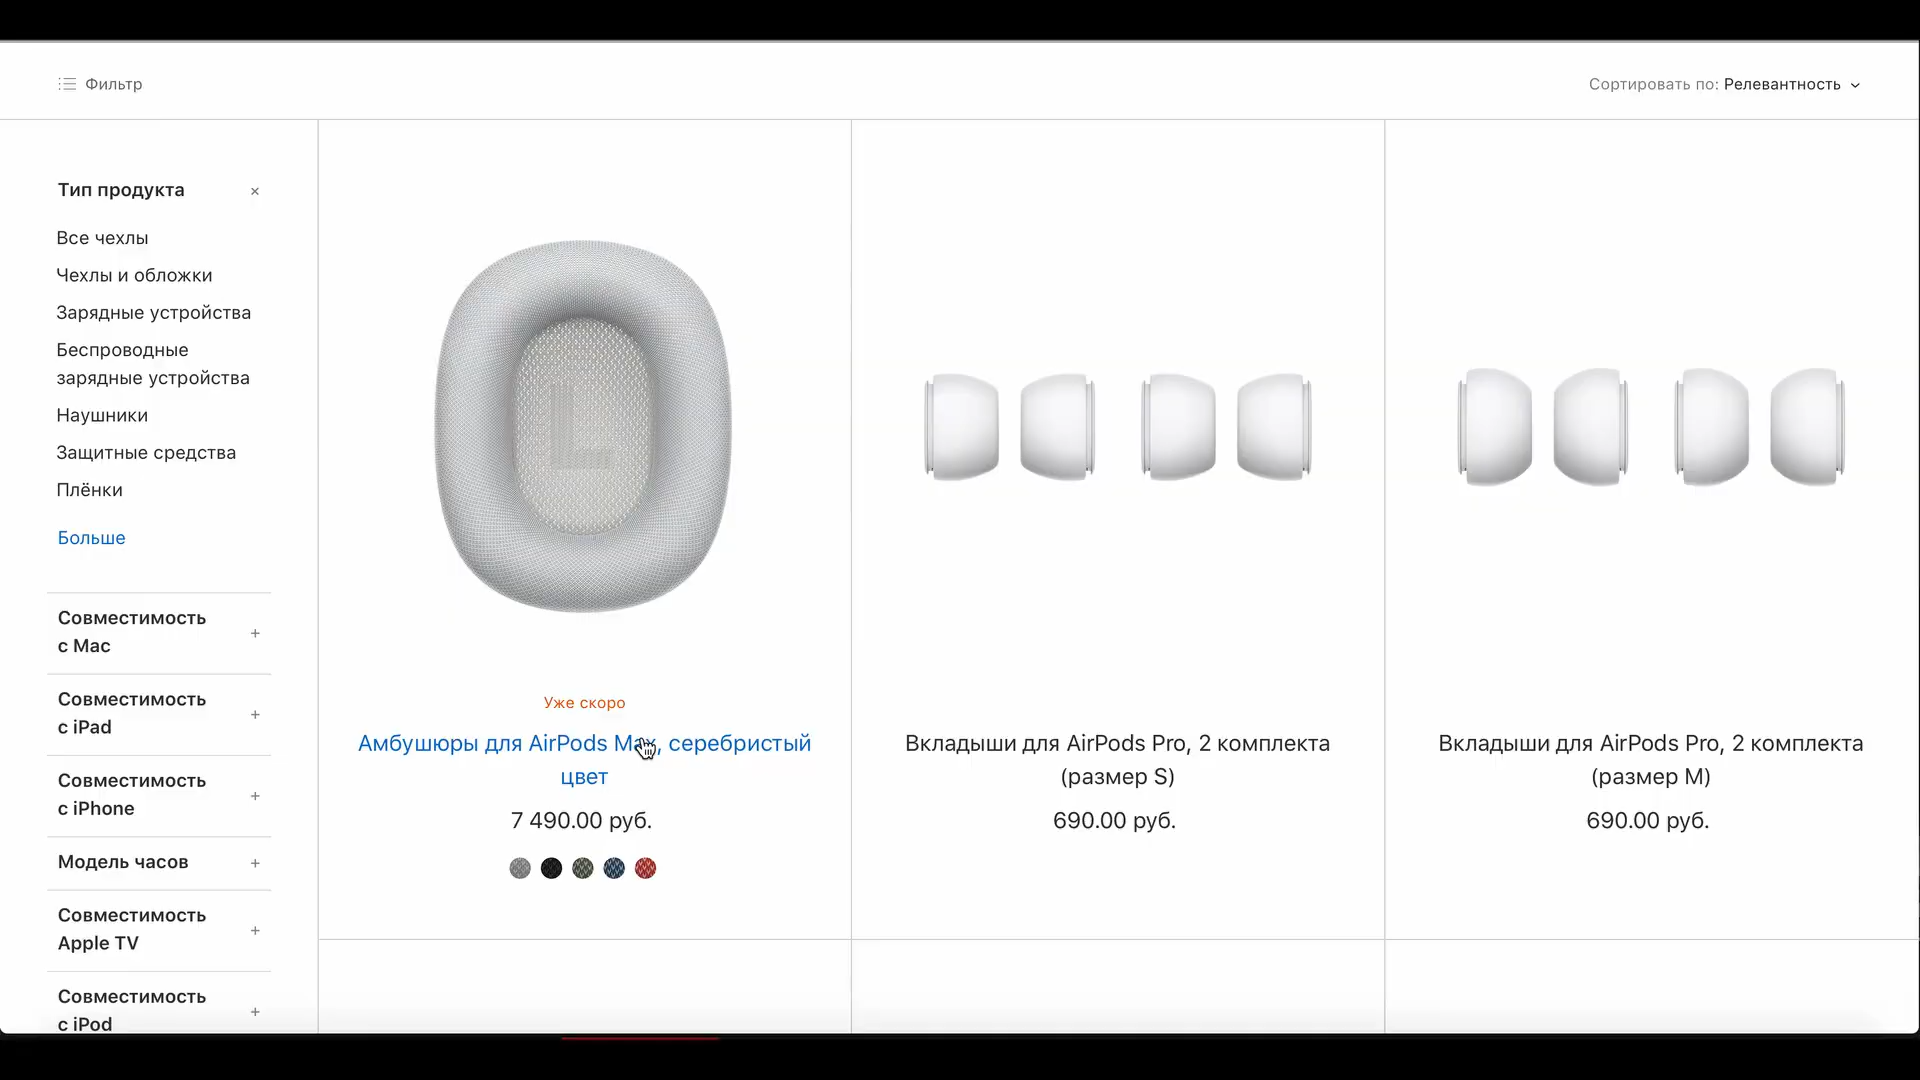 Фильтр
Сортировать по: Релевантность
Тип продукта
Все чехлы
Чехлы и обложки
Зарядные устройства
Беспроводные
зарядные устройства
Наушники
Защитные средства
Плёнки
Больше
Совместимость
с Mac
Совместимость
с iPad
Совместимость
с iPhone
Модель часов
Совместимость
Apple TV
Совместимость
с iPod
Уже скоро
Амбушюры для AirPods Max, серебристый
цвет
7 490.00 руб.
Вкладыши для AirPods Pro, 2 комплекта
(размер S)
690.00 руб.
Вкладыши для AirPods Pro, 2 комплекта
(размер M)
690.00 руб.